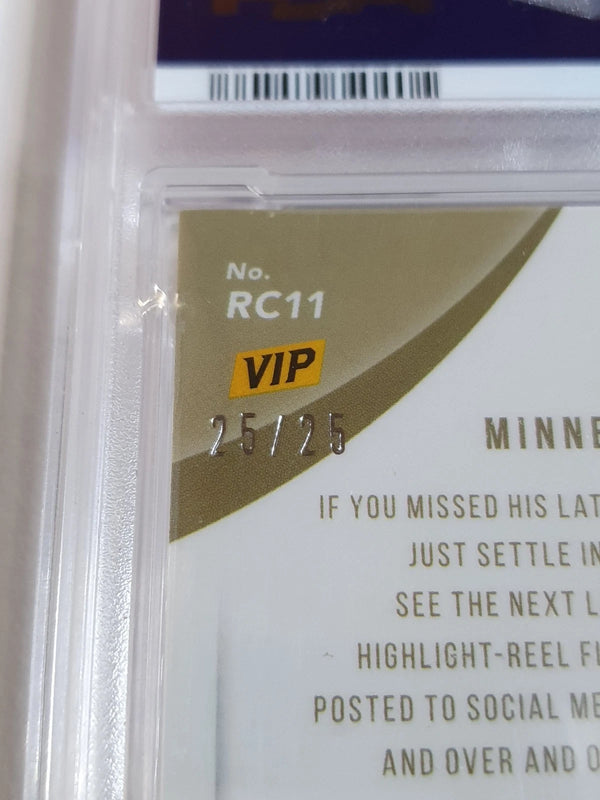 No.
RC11
VIP
25/25
MINNE
IF YOU MISSED HIS LAT
JUST SETTLE IN
SEE THE NEXT L
HIGHLIGHT-REEL FL
POSTED TO SOCIAL ME
AND OVER AND O